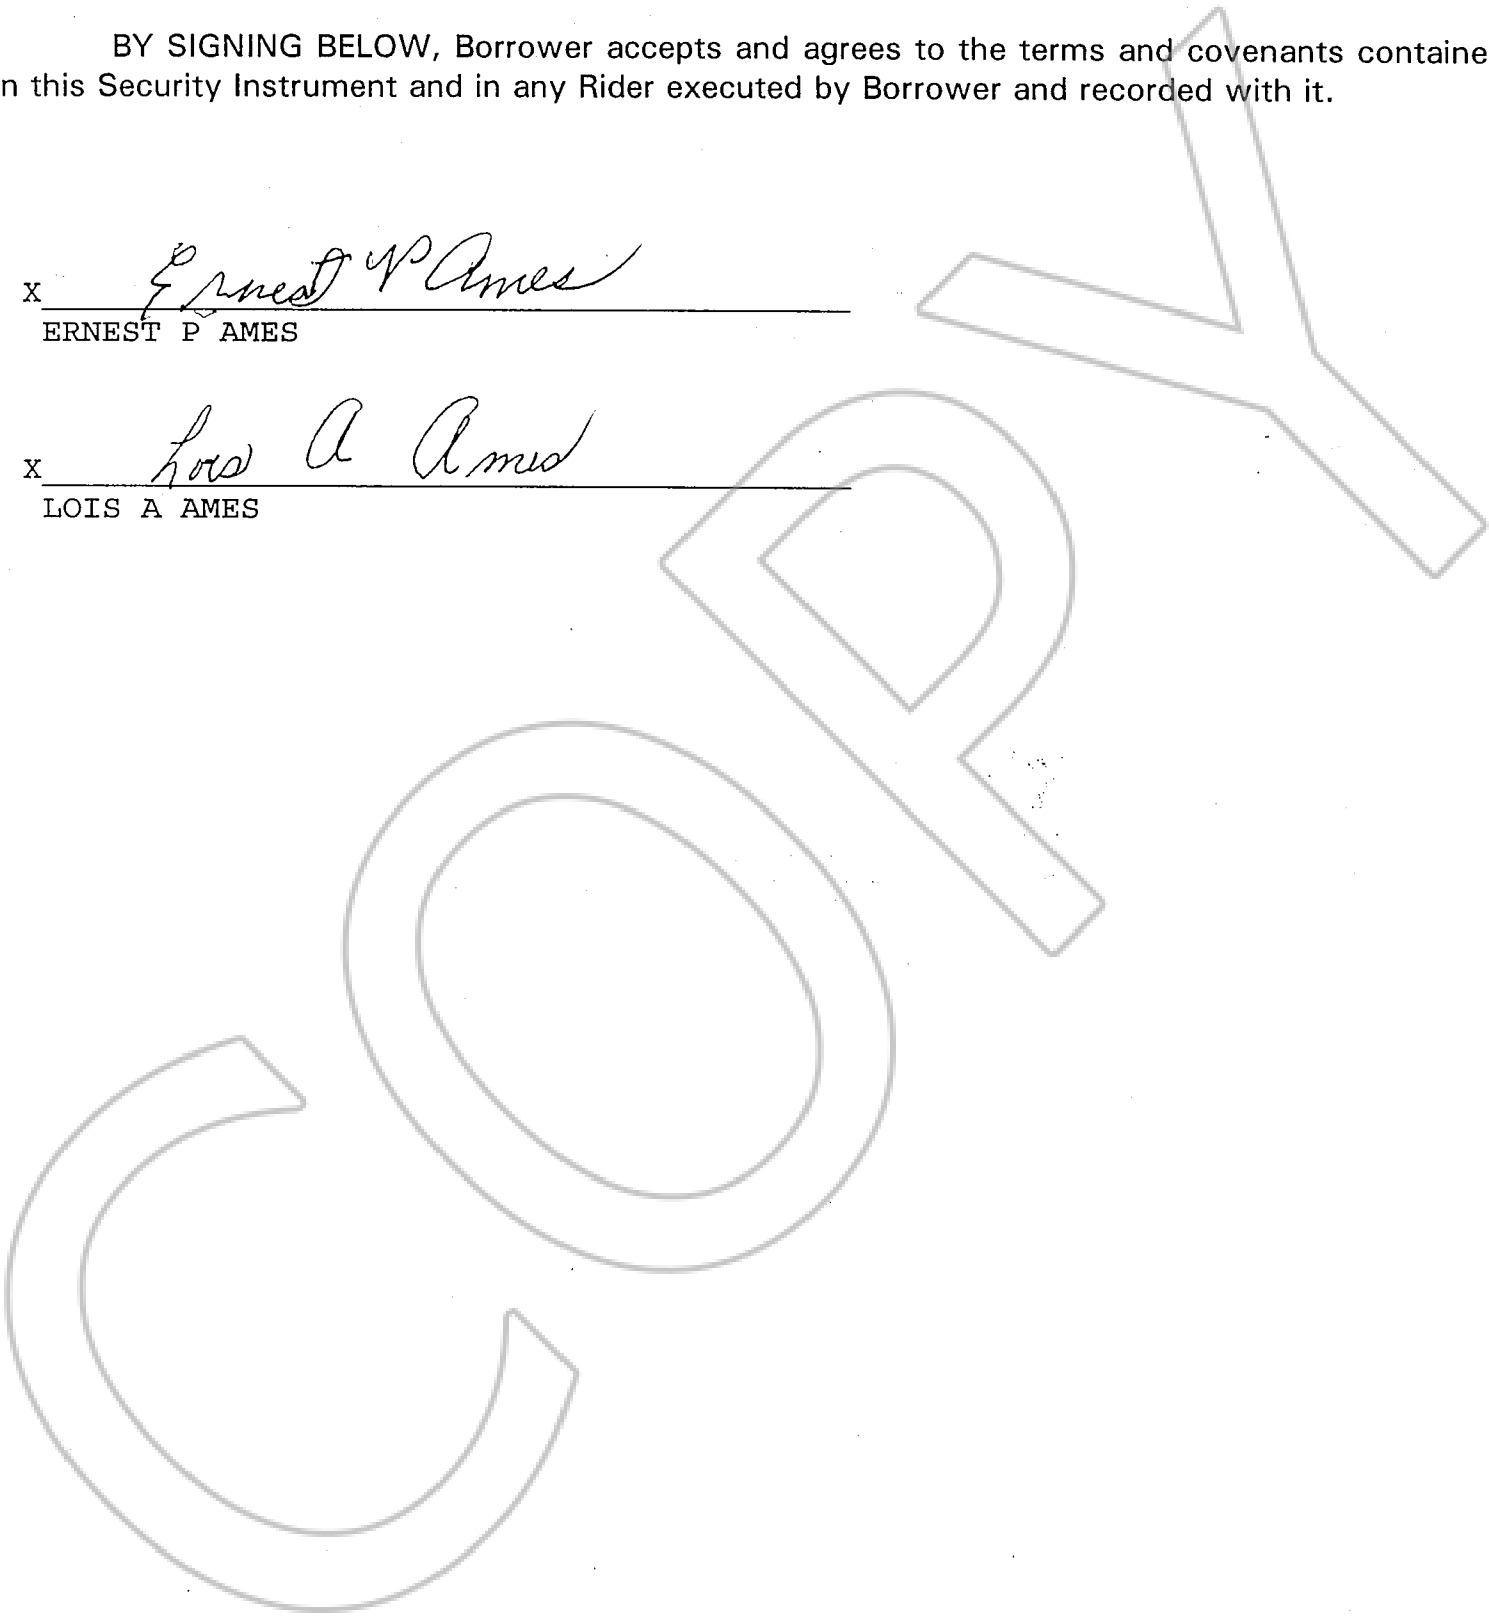 BY SIGNING BELOW, Borrower accepts and agrees to the terms and covenants containe
n this Security Instrument and in any Rider executed by Borrower and recorded with it.
X Ernest P Ames
ERNEST P AMES
X Lois A Ames
LOIS A AMES
COPY